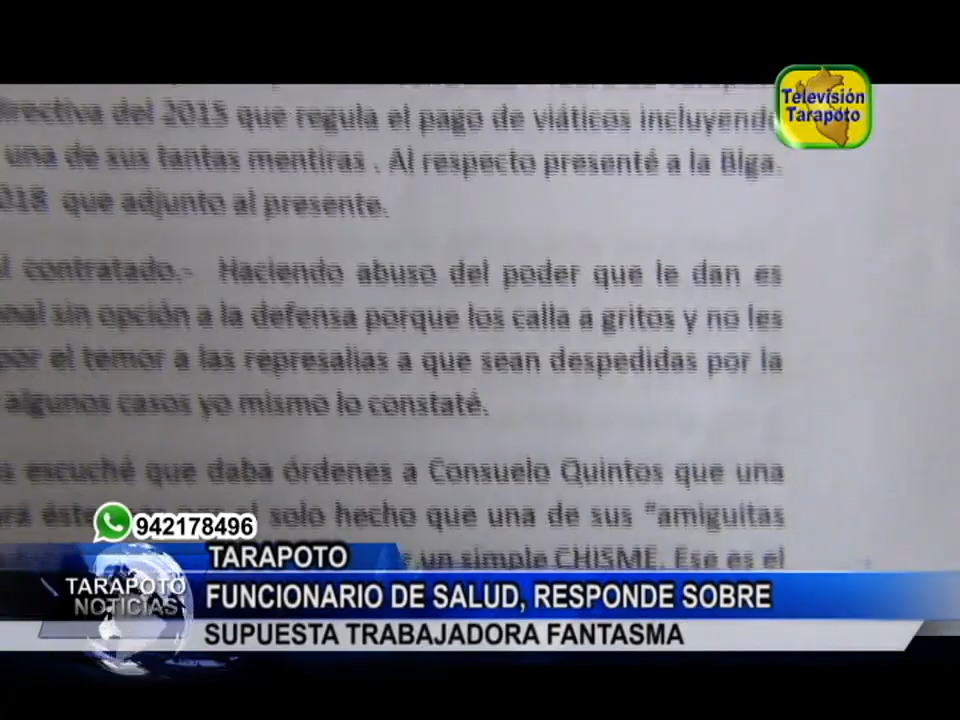 Televisión
Tarapoto
directiva del 2015 que regula el pago de viáticos incluyendo
una de sus tantas mentiras . Al respecto presenté a la Blga.
018 que adjunto al presente.
contratado.- Haciendo abuso del poder que le dan es
nal sin opción a la defensa porque los calla a gritos y no les
por el temor a las represalias a que sean despedidas por la
algunos casos yo mismo lo constaté.
escuché que daba órdenes a Consuelo Quintos que una
solo hecho que una de sus "amiguitas
un simple CHISME. Ese es el
942178496
TARAPOTO
TARAPOTO
NOTICIAS
FUNCIONARIO DE SALUD, RESPONDE SOBRE
SUPUESTA TRABAJADORA FANTASMA